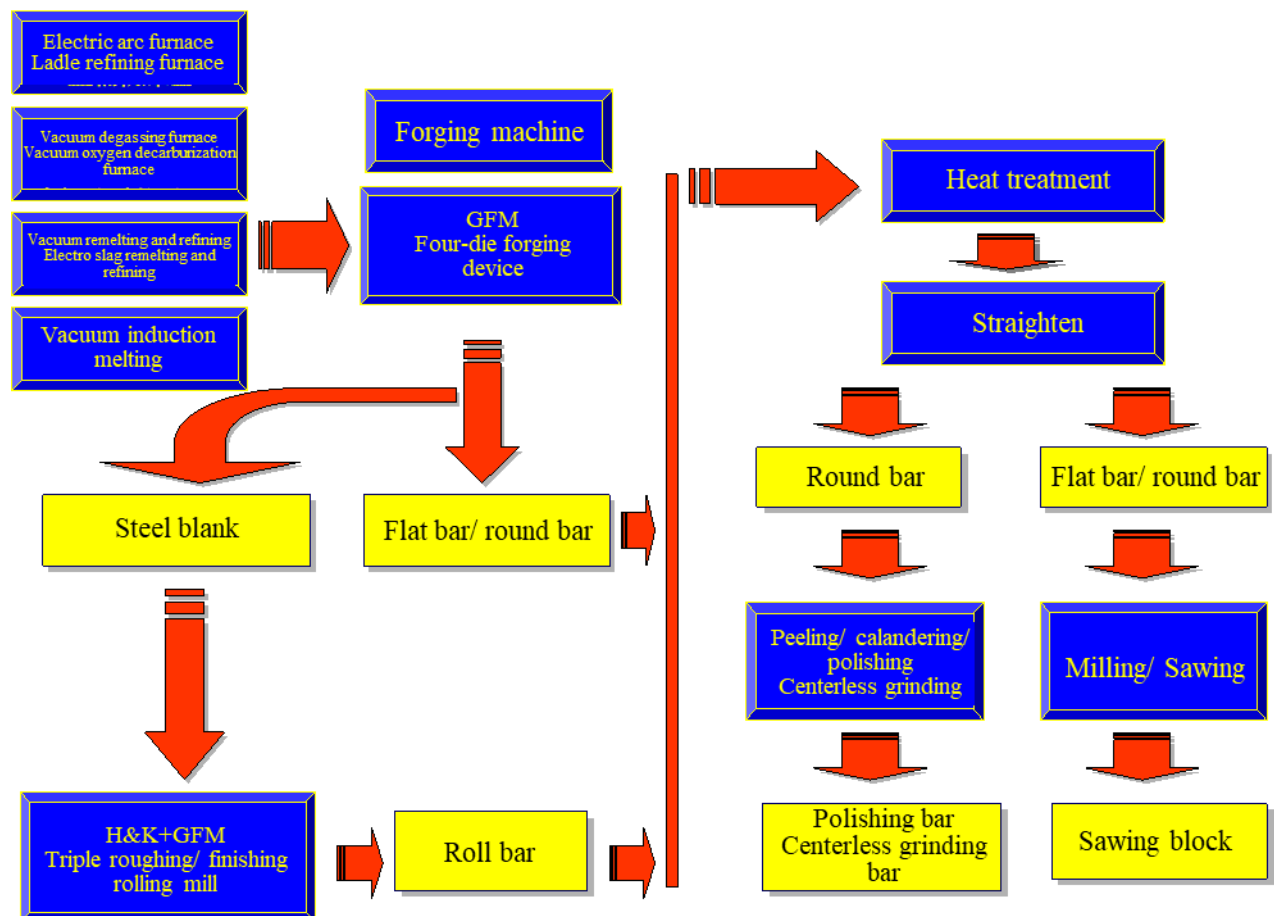 Electric arc furnace
Ladle refining furnace
Vacuum degassing furnace
Vacuum oxygen decarburization
furnace
Vacuum remelting and refining
Electro slag remelting and
refining
Vacuum induction
melting
Forging machine
GFM
Four-die forging
device
Steel blank
Flat bar/ round bar
H&K+GFM
Triple roughing/ finishing
rolling mill
Roll bar
Heat treatment
Straighten
Round bar
Flat bar/ round bar
Peeling/ calandering/
polishing
Centerless grinding
Milling/ Sawing
Polishing bar
Centerless grinding
bar
Sawing block